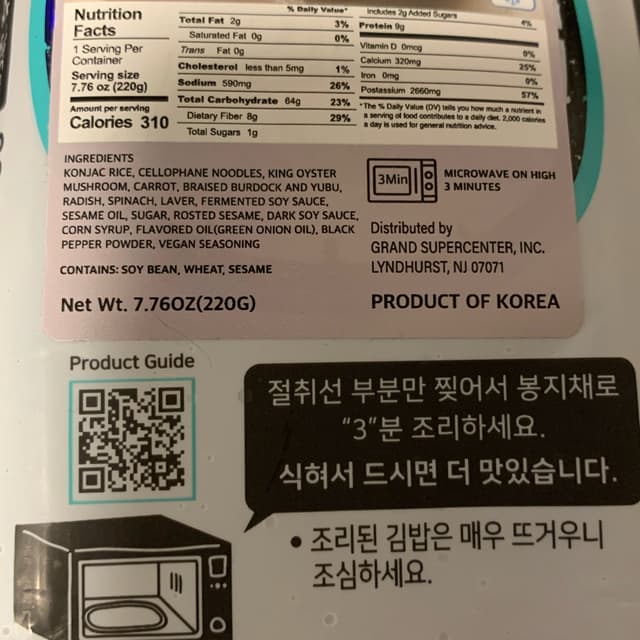 Nutrition Facts
1 Serving Per Container
Serving size
7.76 oz (220g)
Amount per serving
Calories 310
% Daily Value*
Total Fat 2g 3%
Saturated Fat 0g 0%
Trans Fat 0g
Cholesterol less than 5mg 1%
Sodium 590mg 26%
Total Carbohydrate 64g 23%
Dietary Fiber 8g 29%
Total Sugars 1g
Includes 2g Added Sugars 4%
Protein 9g
Vitamin D 0mcg 0%
Calcium 320mg 25%
Iron 0mg 0%
Postassium 2660mg 57%
*The % Daily Value (DV) tells you how much a nutrient in
a serving of food contributes to a daily diet. 2,000 calories
a day is used for general nutrition advice.
INGREDIENTS
KONJAC RICE, CELLOPHANE NOODLES, KING OYSTER
MUSHROOM, CARROT, BRAISED BURDOCK AND YUBU,
RADISH, SPINACH, LAVER, FERMENTED SOY SAUCE,
SESAME OIL, SUGAR, ROSTED SESAME, DARK SOY SAUCE,
CORN SYRUP, FLAVORED OIL(GREEN ONION OIL), BLACK
PEPPER POWDER, VEGAN SEASONING
CONTAINS: SOY BEAN, WHEAT, SESAME
Net Wt. 7.76OZ(220G)
3Min
MICROWAVE ON HIGH
3 MINUTES
Distributed by
GRAND SUPERCENTER, INC.
LYNDHURST, NJ 07071
PRODUCT OF KOREA
Product Guide
절취선 부분만 찢어서 봉지채로
“3”분 조리하세요.
식혀서 드시면 더 맛있습니다.
• 조리된 김밥은 매우 뜨거우니
조심하세요.